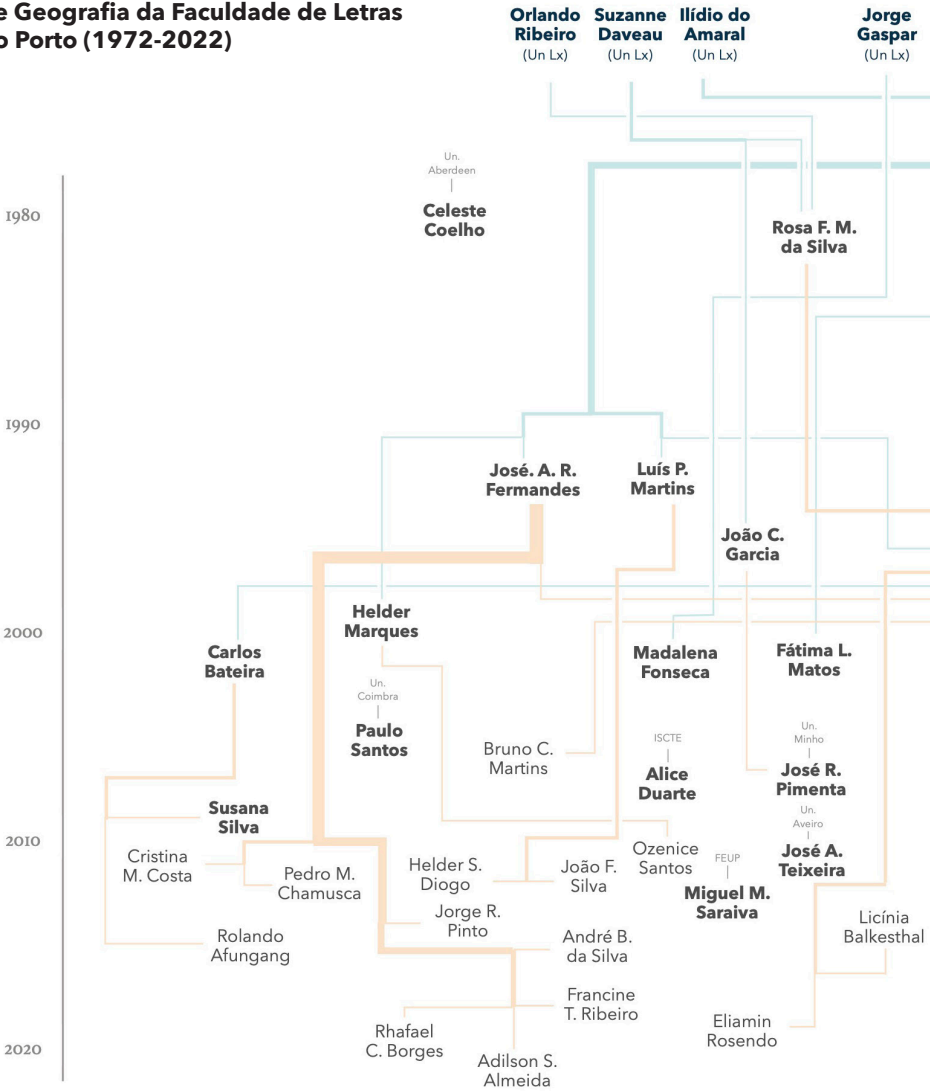 e Geografia da Faculdade de Letras
o Porto (1972-2022)
Orlando
Ribeiro
(Un Lx)
Suzanne
Daveau
(Un Lx)
Ilídio do
Amaral
(Un Lx)
Jorge
Gaspar
(Un Lx)
Un.
Aberdeen
Celeste
Coelho
1980
Rosa F. M.
da Silva
1990
José. A. R.
Fermandes
Luís P.
Martins
João C.
Garcia
Helder
Marques
2000
Carlos
Bateira
Madalena
Fonseca
Fátima L.
Matos
Un.
Coimbra
Paulo
Santos
Bruno C.
Martins
ISCTE
Alice
Duarte
Un.
Minho
José R.
Pimenta
Susana
Silva
Un.
Aveiro
José A.
Teixeira
2010
Cristina
M. Costa
Pedro M.
Chamusca
Helder S.
Diogo
João F.
Silva
Ozenice
Santos
FEUP
Miguel M.
Saraiva
Jorge R.
Pinto
Licínia
Balkesthal
Rolando
Afungang
André B.
da Silva
Francine
T. Ribeiro
Rhafael
C. Borges
Eliamin
Rosendo
2020
Adilson S.
Almeida